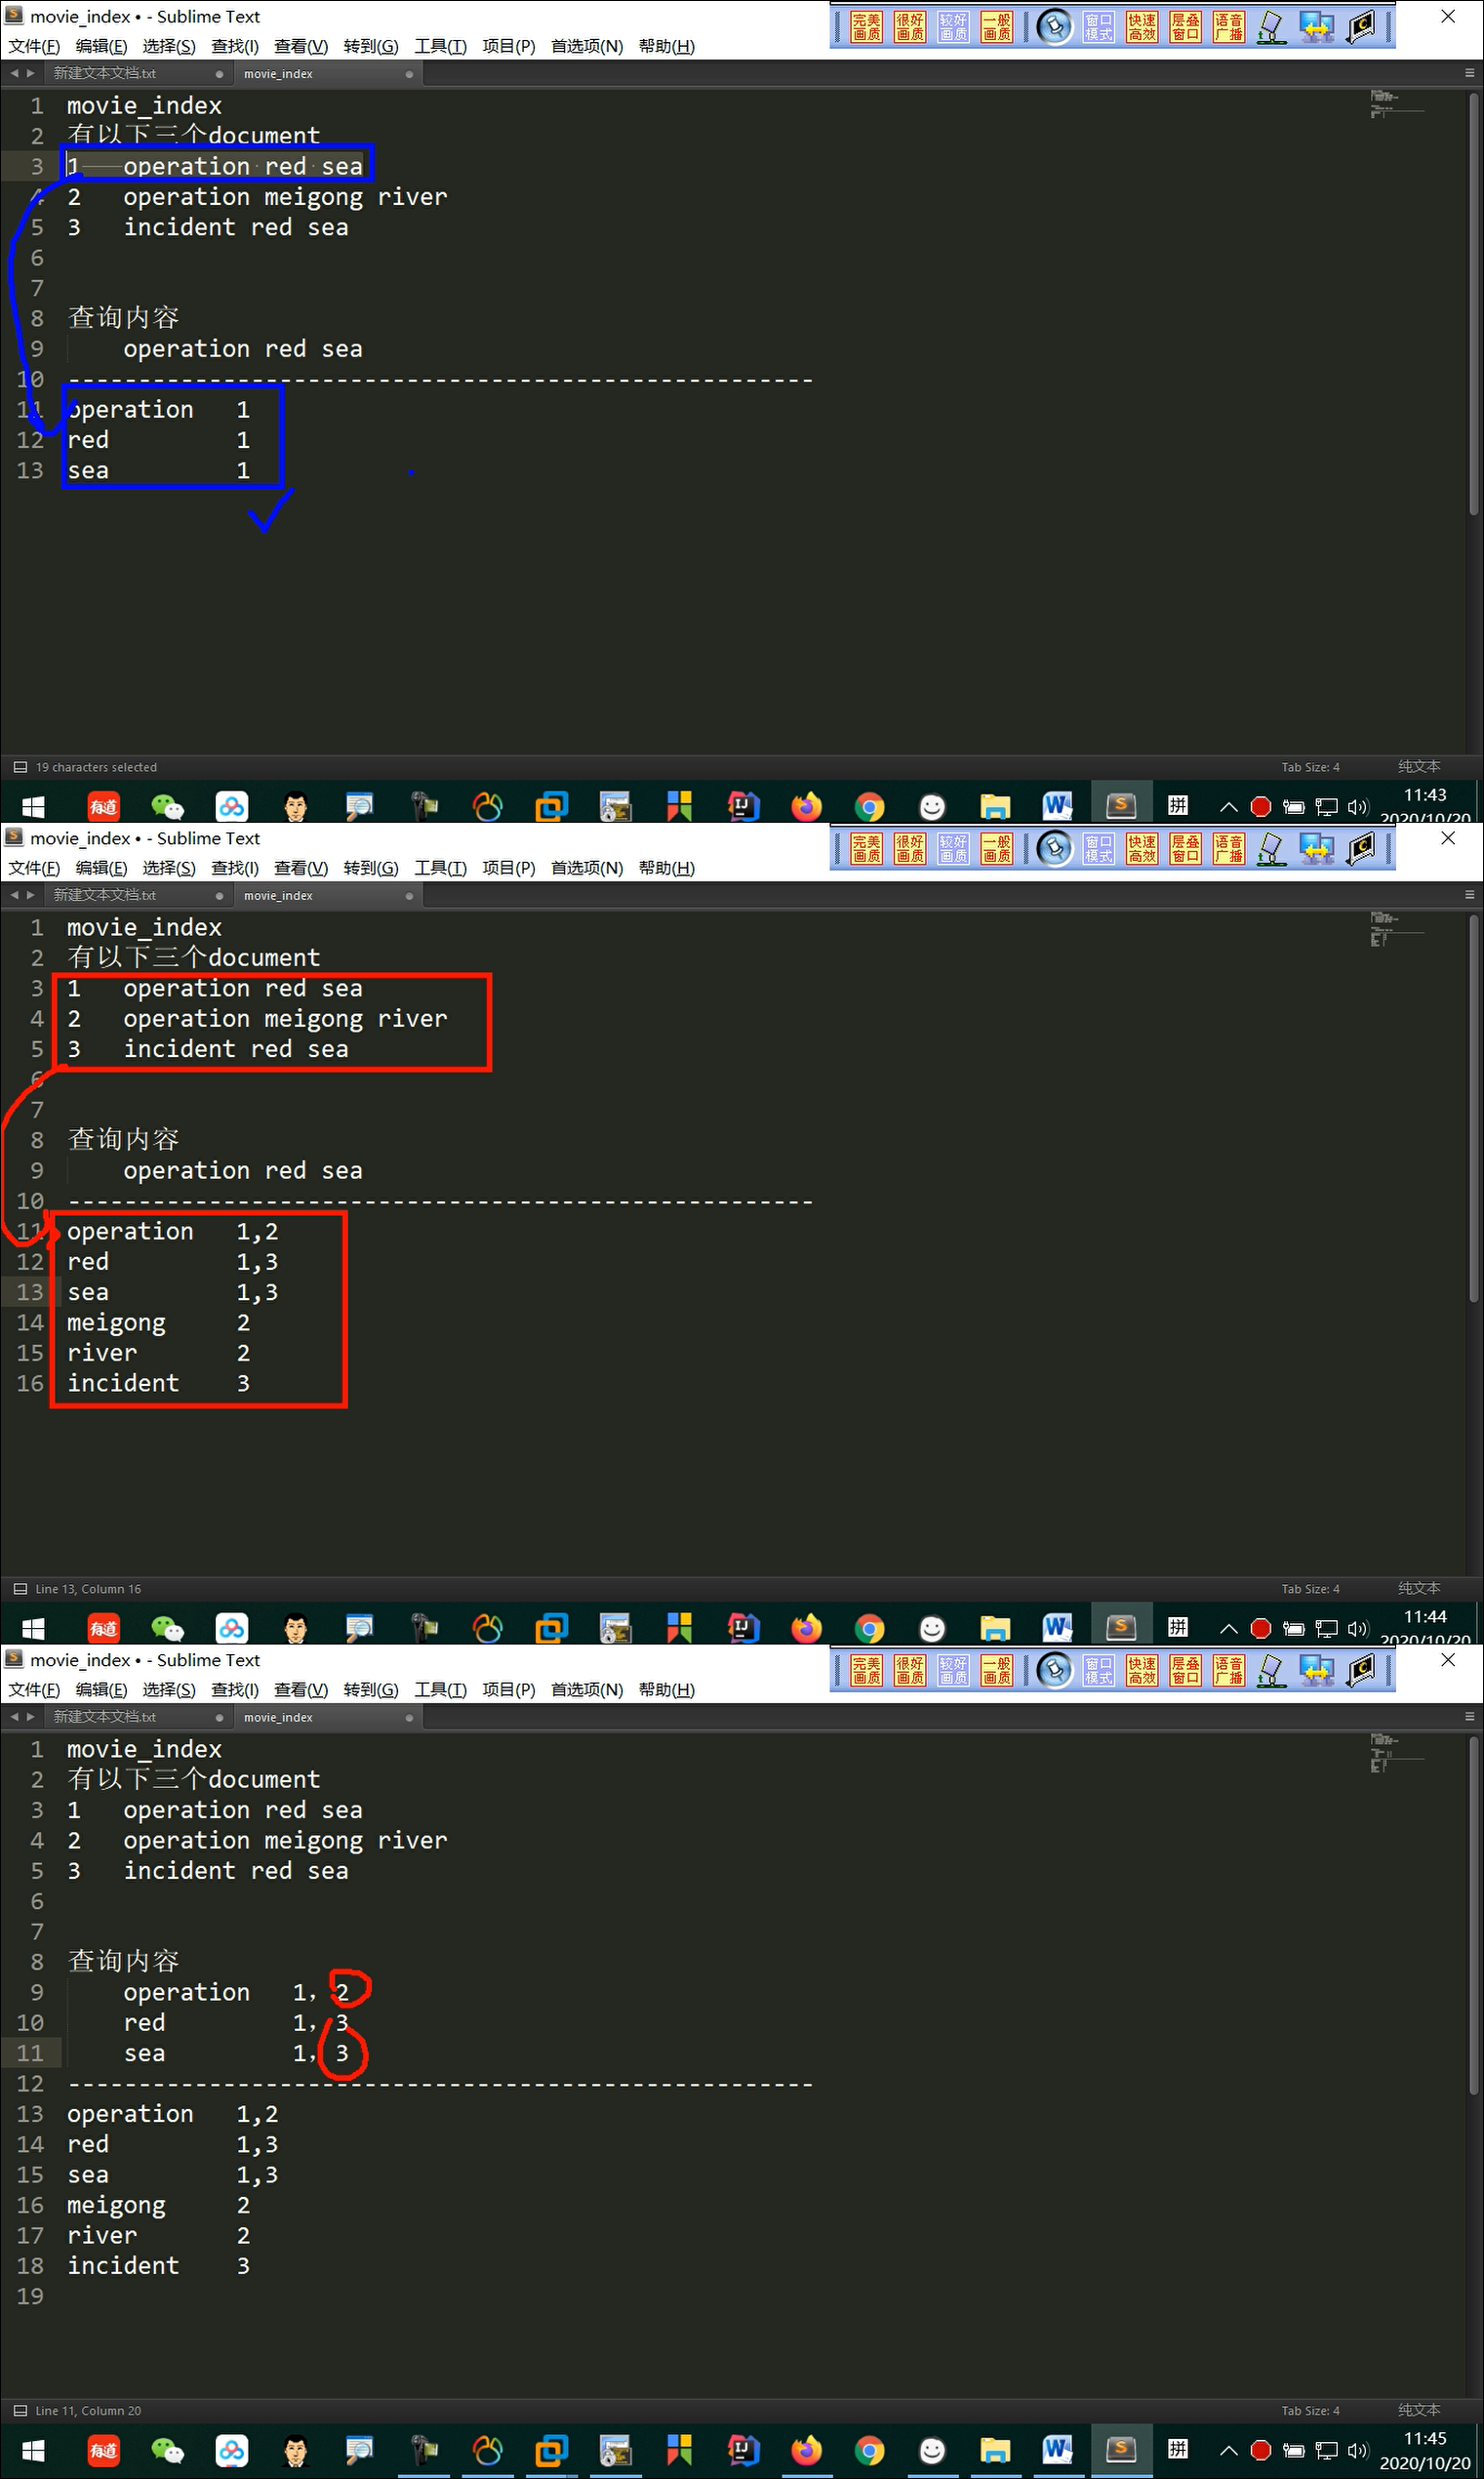 movie_index • - Sublime Text
完美画质 很好画质 较好画质 一般画质 窗口模式 快速高效 层叠窗口 语音广播
文件(F) 编辑(E) 选择(S) 查找(I) 查看(V) 转到(G) 工具(T) 项目(P) 首选项(N) 帮助(H)
新建文本文档.txt movie_index
1 movie_index
2 有以下三个document
3 1 operation red sea
4 2 operation meigong river
5 3 incident red sea
6
7
8 查询内容
9 operation red sea
10 -----------------------------------------------------
11 operation 1
12 red 1
13 sea 1
19 characters selected Tab Size: 4 纯文本
有道 W S 拼 11:43
2020/10/20
movie_index • - Sublime Text
完美画质 很好画质 较好画质 一般画质 窗口模式 快速高效 层叠窗口 语音广播
文件(F) 编辑(E) 选择(S) 查找(I) 查看(V) 转到(G) 工具(T) 项目(P) 首选项(N) 帮助(H)
新建文本文档.txt movie_index
1 movie_index
2 有以下三个document
3 1 operation red sea
4 2 operation meigong river
5 3 incident red sea
6
7
8 查询内容
9 operation red sea
10 -----------------------------------------------------
11 operation 1,2
12 red 1,3
13 sea 1,3
14 meigong 2
15 river 2
16 incident 3
Line 13, Column 16 Tab Size: 4 纯文本
有道 W S 拼 11:44
2020/10/20
movie_index • - Sublime Text
完美画质 很好画质 较好画质 一般画质 窗口模式 快速高效 层叠窗口 语音广播
文件(F) 编辑(E) 选择(S) 查找(I) 查看(V) 转到(G) 工具(T) 项目(P) 首选项(N) 帮助(H)
新建文本文档.txt movie_index
1 movie_index
2 有以下三个document
3 1 operation red sea
4 2 operation meigong river
5 3 incident red sea
6
7
8 查询内容
9 operation 1，2
10 red 1，3
11 sea 1，3
12 -----------------------------------------------------
13 operation 1,2
14 red 1,3
15 sea 1,3
16 meigong 2
17 river 2
18 incident 3
19
Line 11, Column 20 Tab Size: 4 纯文本
有道 W S 拼 11:45
2020/10/20